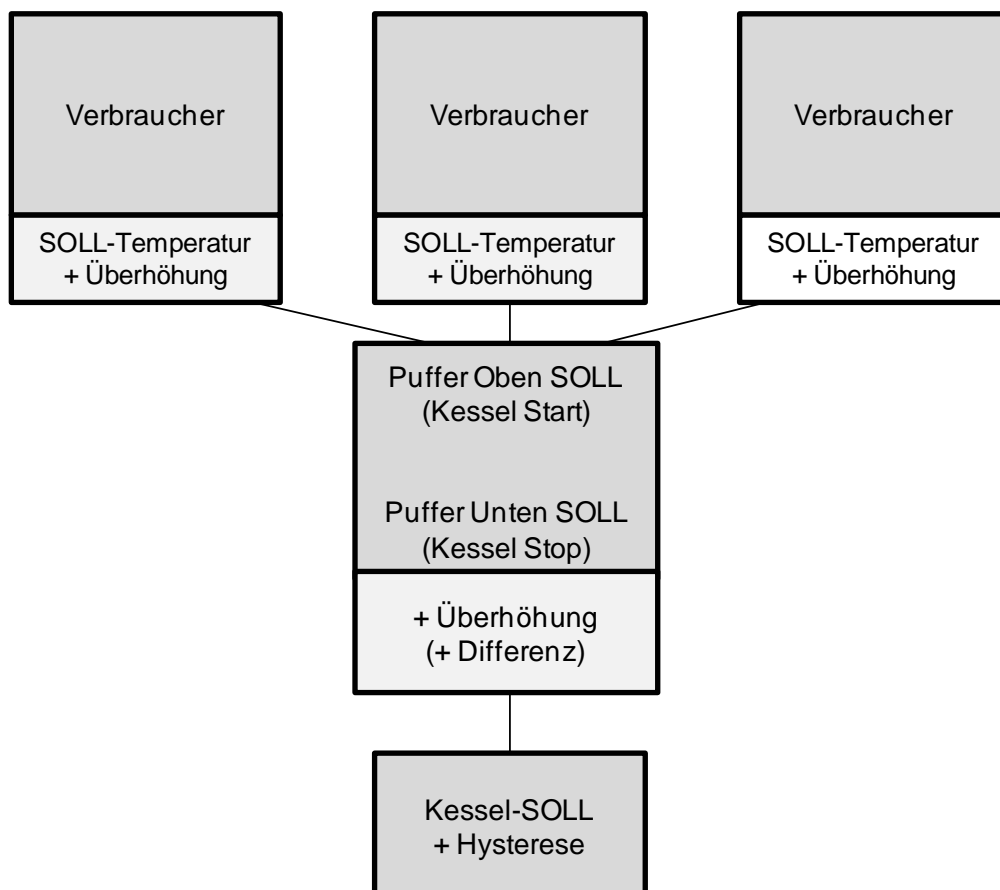 Verbraucher
Verbraucher
Verbraucher
SOLL-Temperatur
+ Überhöhung
SOLL-Temperatur
+ Überhöhung
SOLL-Temperatur
+ Überhöhung
Puffer Oben SOLL
(Kessel Start)
Puffer Unten SOLL
(Kessel Stop)
+ Überhöhung
(+ Differenz)
Kessel-SOLL
+ Hysterese